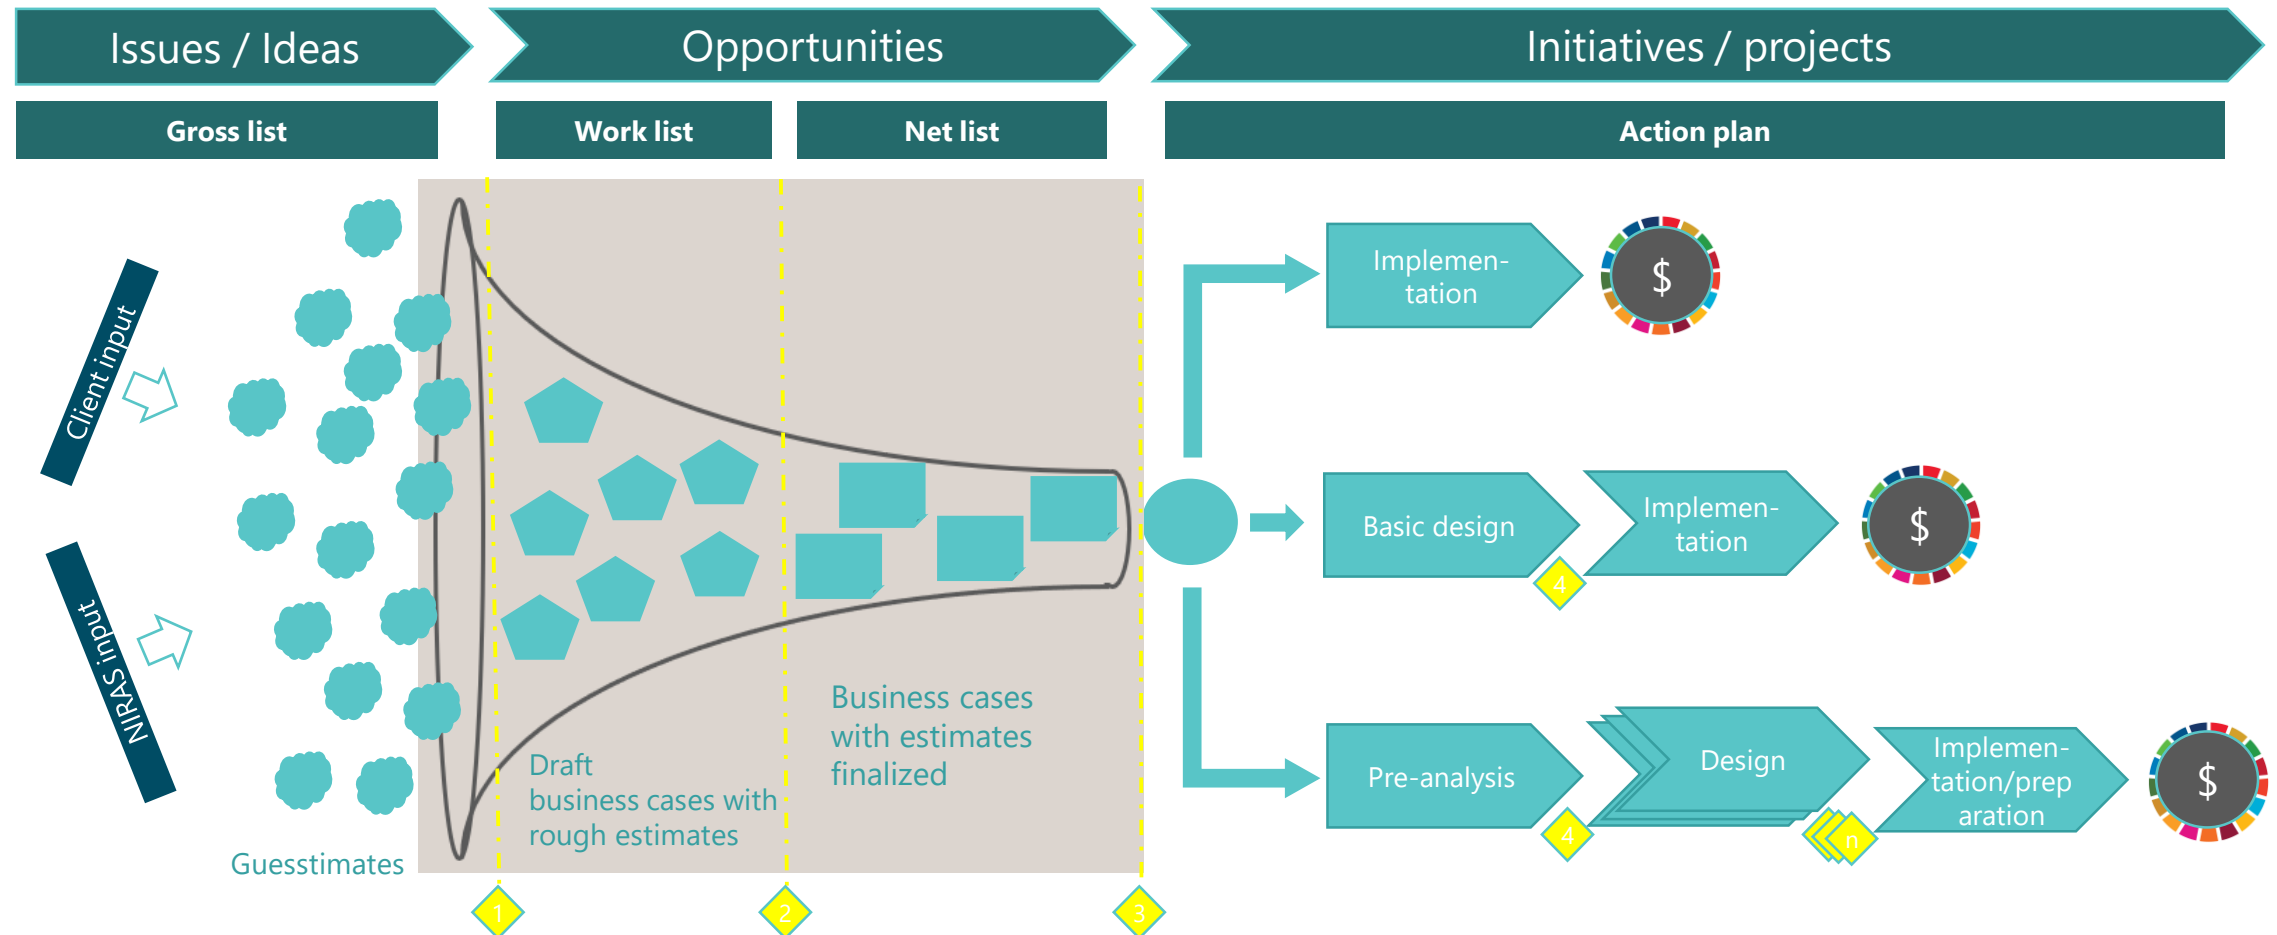 Issues / Ideas
Opportunities
Initiatives / projects
Gross list
Work list
Net list
Action plan
Client input
NIRAS input
Guesstimates
Draft
business cases with
rough estimates
Business cases
with estimates
finalized
1
2
3
Implemen-
tation
$
Basic design
4
Implemen-
tation
$
Pre-analysis
4
Design
n
Implemen-
tation/prep
aration
$